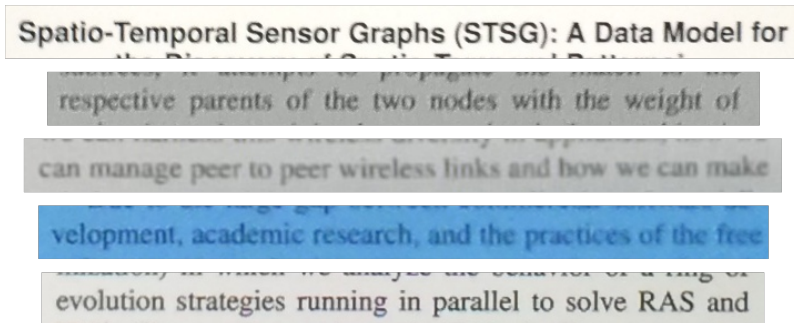 Spatio-Temporal Sensor Graphs (STSG): A Data Model for
respective parents of the two nodes with the weight of
can manage peer to peer wireless links and how we can make
velopment, academic research, and the practices of the free
evolution strategies running in parallel to solve RAS and